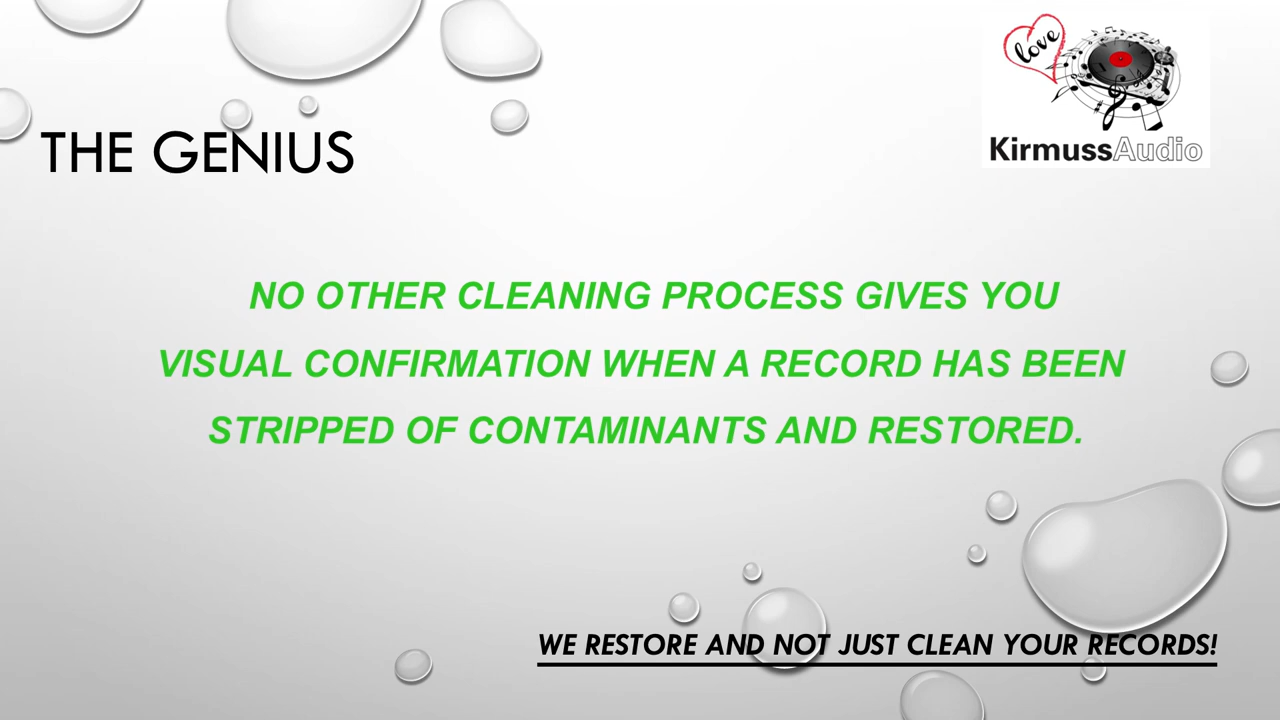 love
KirmussAudio
THE GENIUS
NO OTHER CLEANING PROCESS GIVES YOU
VISUAL CONFIRMATION WHEN A RECORD HAS BEEN
STRIPPED OF CONTAMINANTS AND RESTORED.
WE RESTORE AND NOT JUST CLEAN YOUR RECORDS!